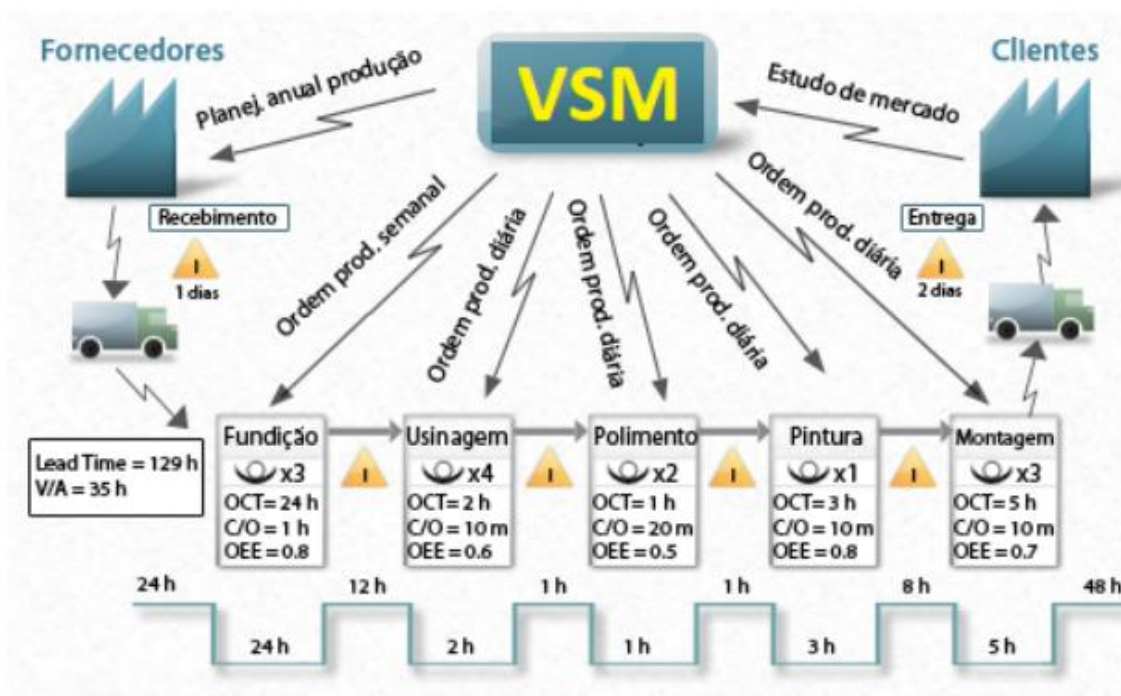 Fornecedores
VSM
Clientes
Planej. anual produção
Estudo de mercado
Recebimento
I
1 dias
Entrega
I
2 dias
Ordem prod. semanal
Ordem prod. diária
Ordem prod. diária
Ordem prod. diária
Ordem prod. diária
Lead Time = 129 h
V/A = 35 h
Fundição
x3
OCT= 24 h
C/O = 1 h
OEE = 0.8
I
Usinagem
x4
OCT= 2 h
C/O = 10 m
OEE = 0.6
I
Polimento
x2
OCT= 1 h
C/O = 20 m
OEE = 0.5
I
Pintura
x1
OCT= 3 h
C/O = 10 m
OEE = 0.8
I
Montagem
x3
OCT= 5 h
C/O = 10 m
OEE = 0.7
24 h 12 h 1 h 1 h 8 h 48 h
24 h 2 h 1 h 3 h 5 h